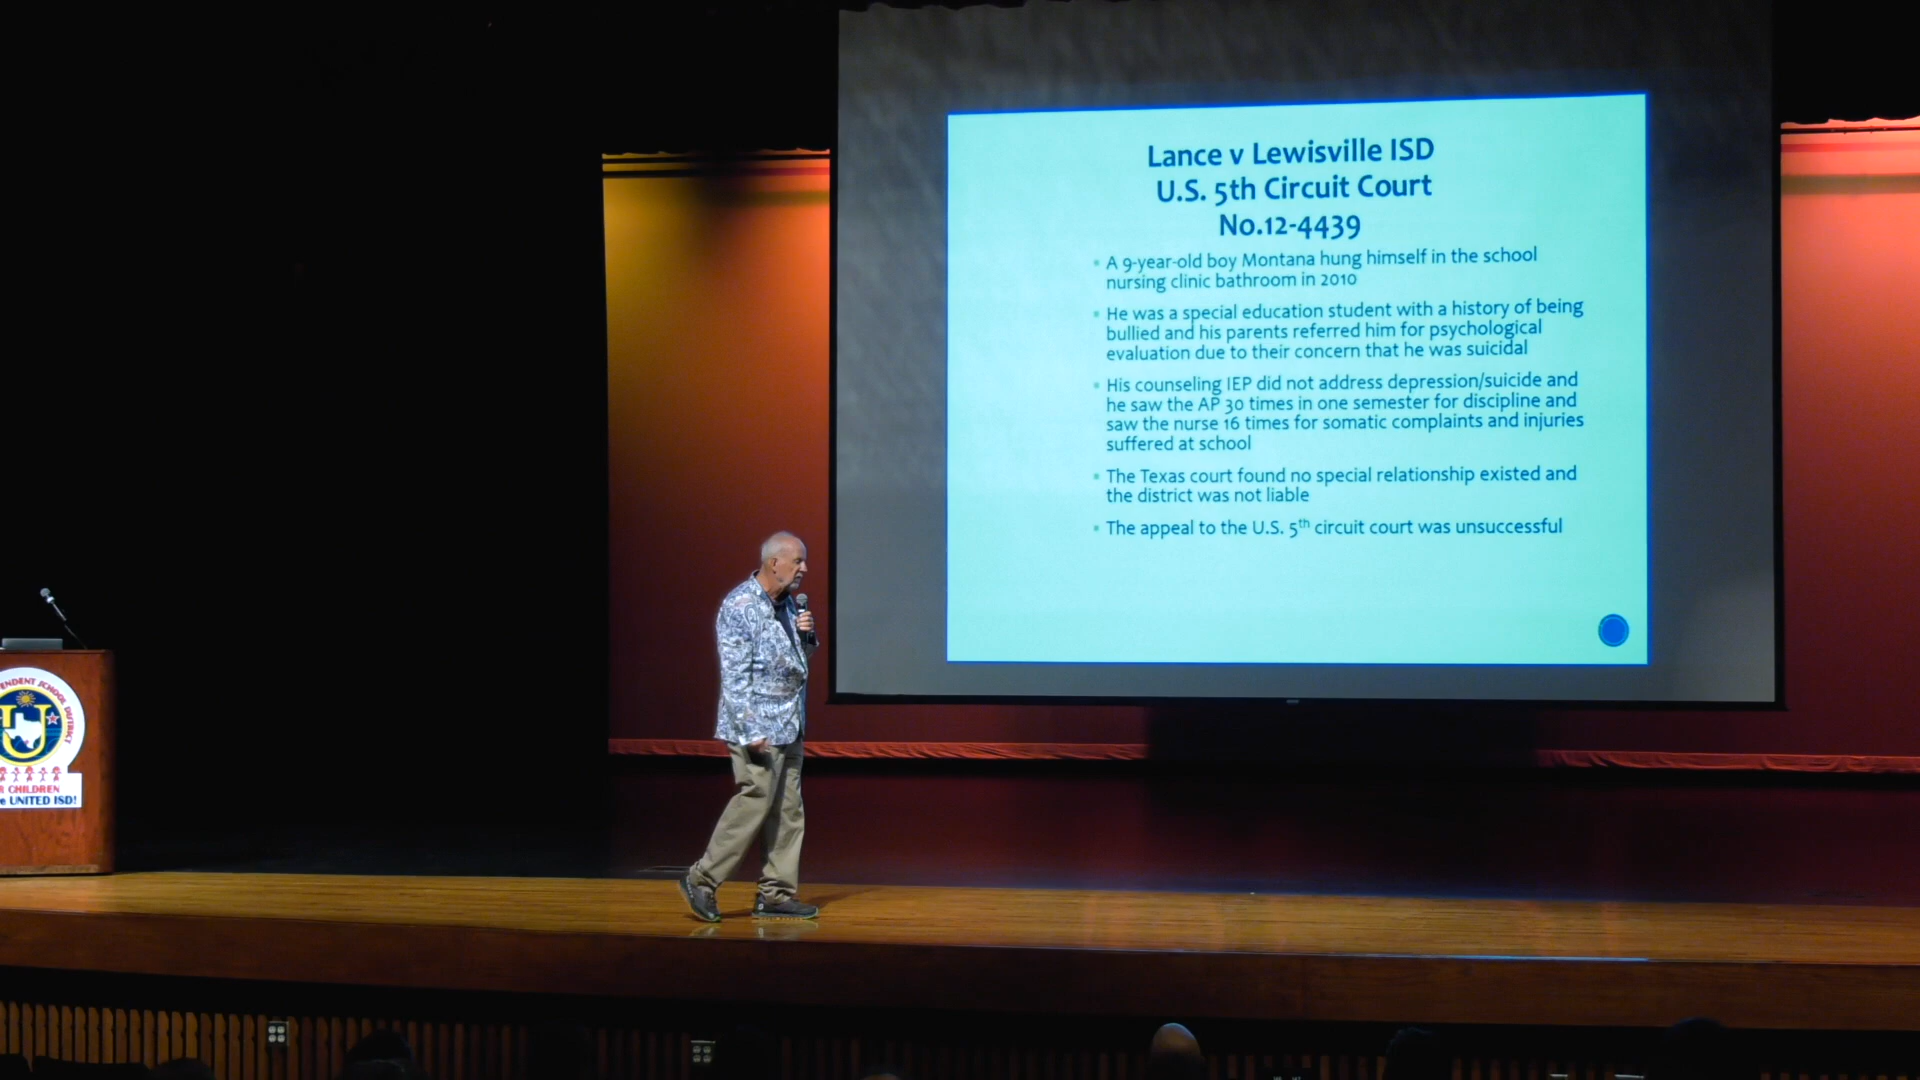 Lance v Lewisville ISD
U.S. 5th Circuit Court
No.12-4439
• A 9-year-old boy Montana hung himself in the school
nursing clinic bathroom in 2010
• He was a special education student with a history of being
bullied and his parents referred him for psychological
evaluation due to their concern that he was suicidal
• His counseling IEP did not address depression/suicide and
he saw the AP 30 times in one semester for discipline and
saw the nurse 16 times for somatic complaints and injuries
suffered at school
• The Texas court found no special relationship existed and
the district was not liable
• The appeal to the U.S. 5th circuit court was unsuccessful
ENDENT SCHOOL DISTRICT
U
R CHILDREN
e UNITED ISD!